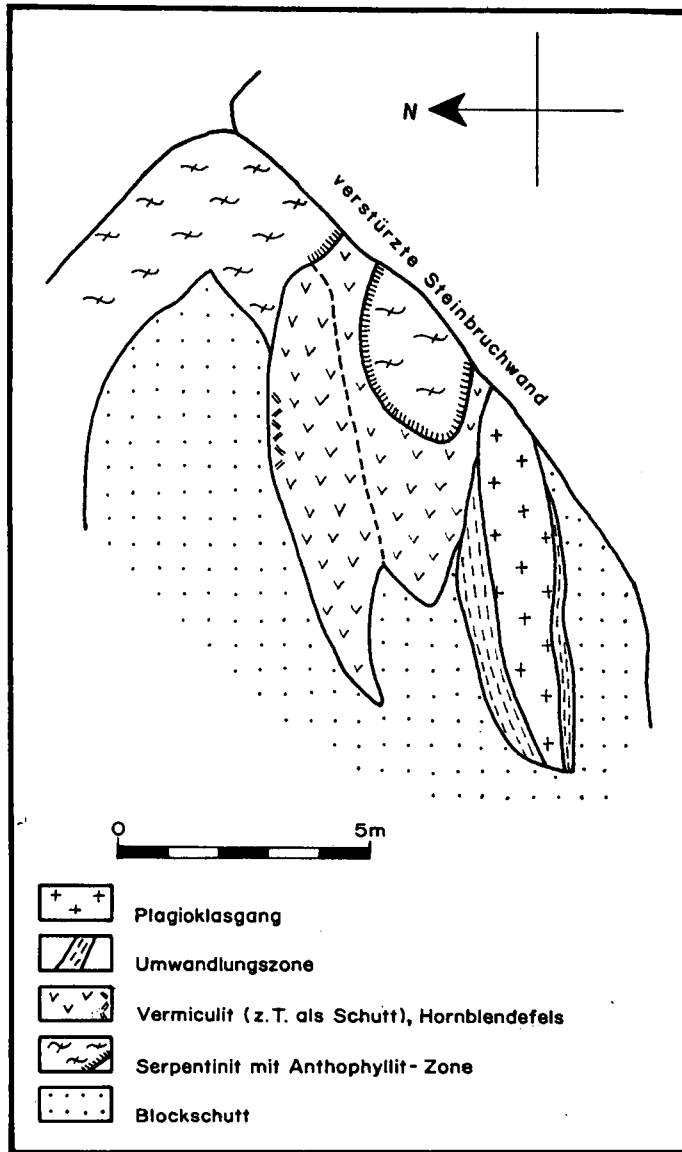 N
verstürzte Steinbruchwand
0 5m
Plagioklasgang
Umwandlungszone
Vermiculit (z.T. als Schutt), Hornblendefels
Serpentinit mit Anthophyllit-Zone
Blockschutt